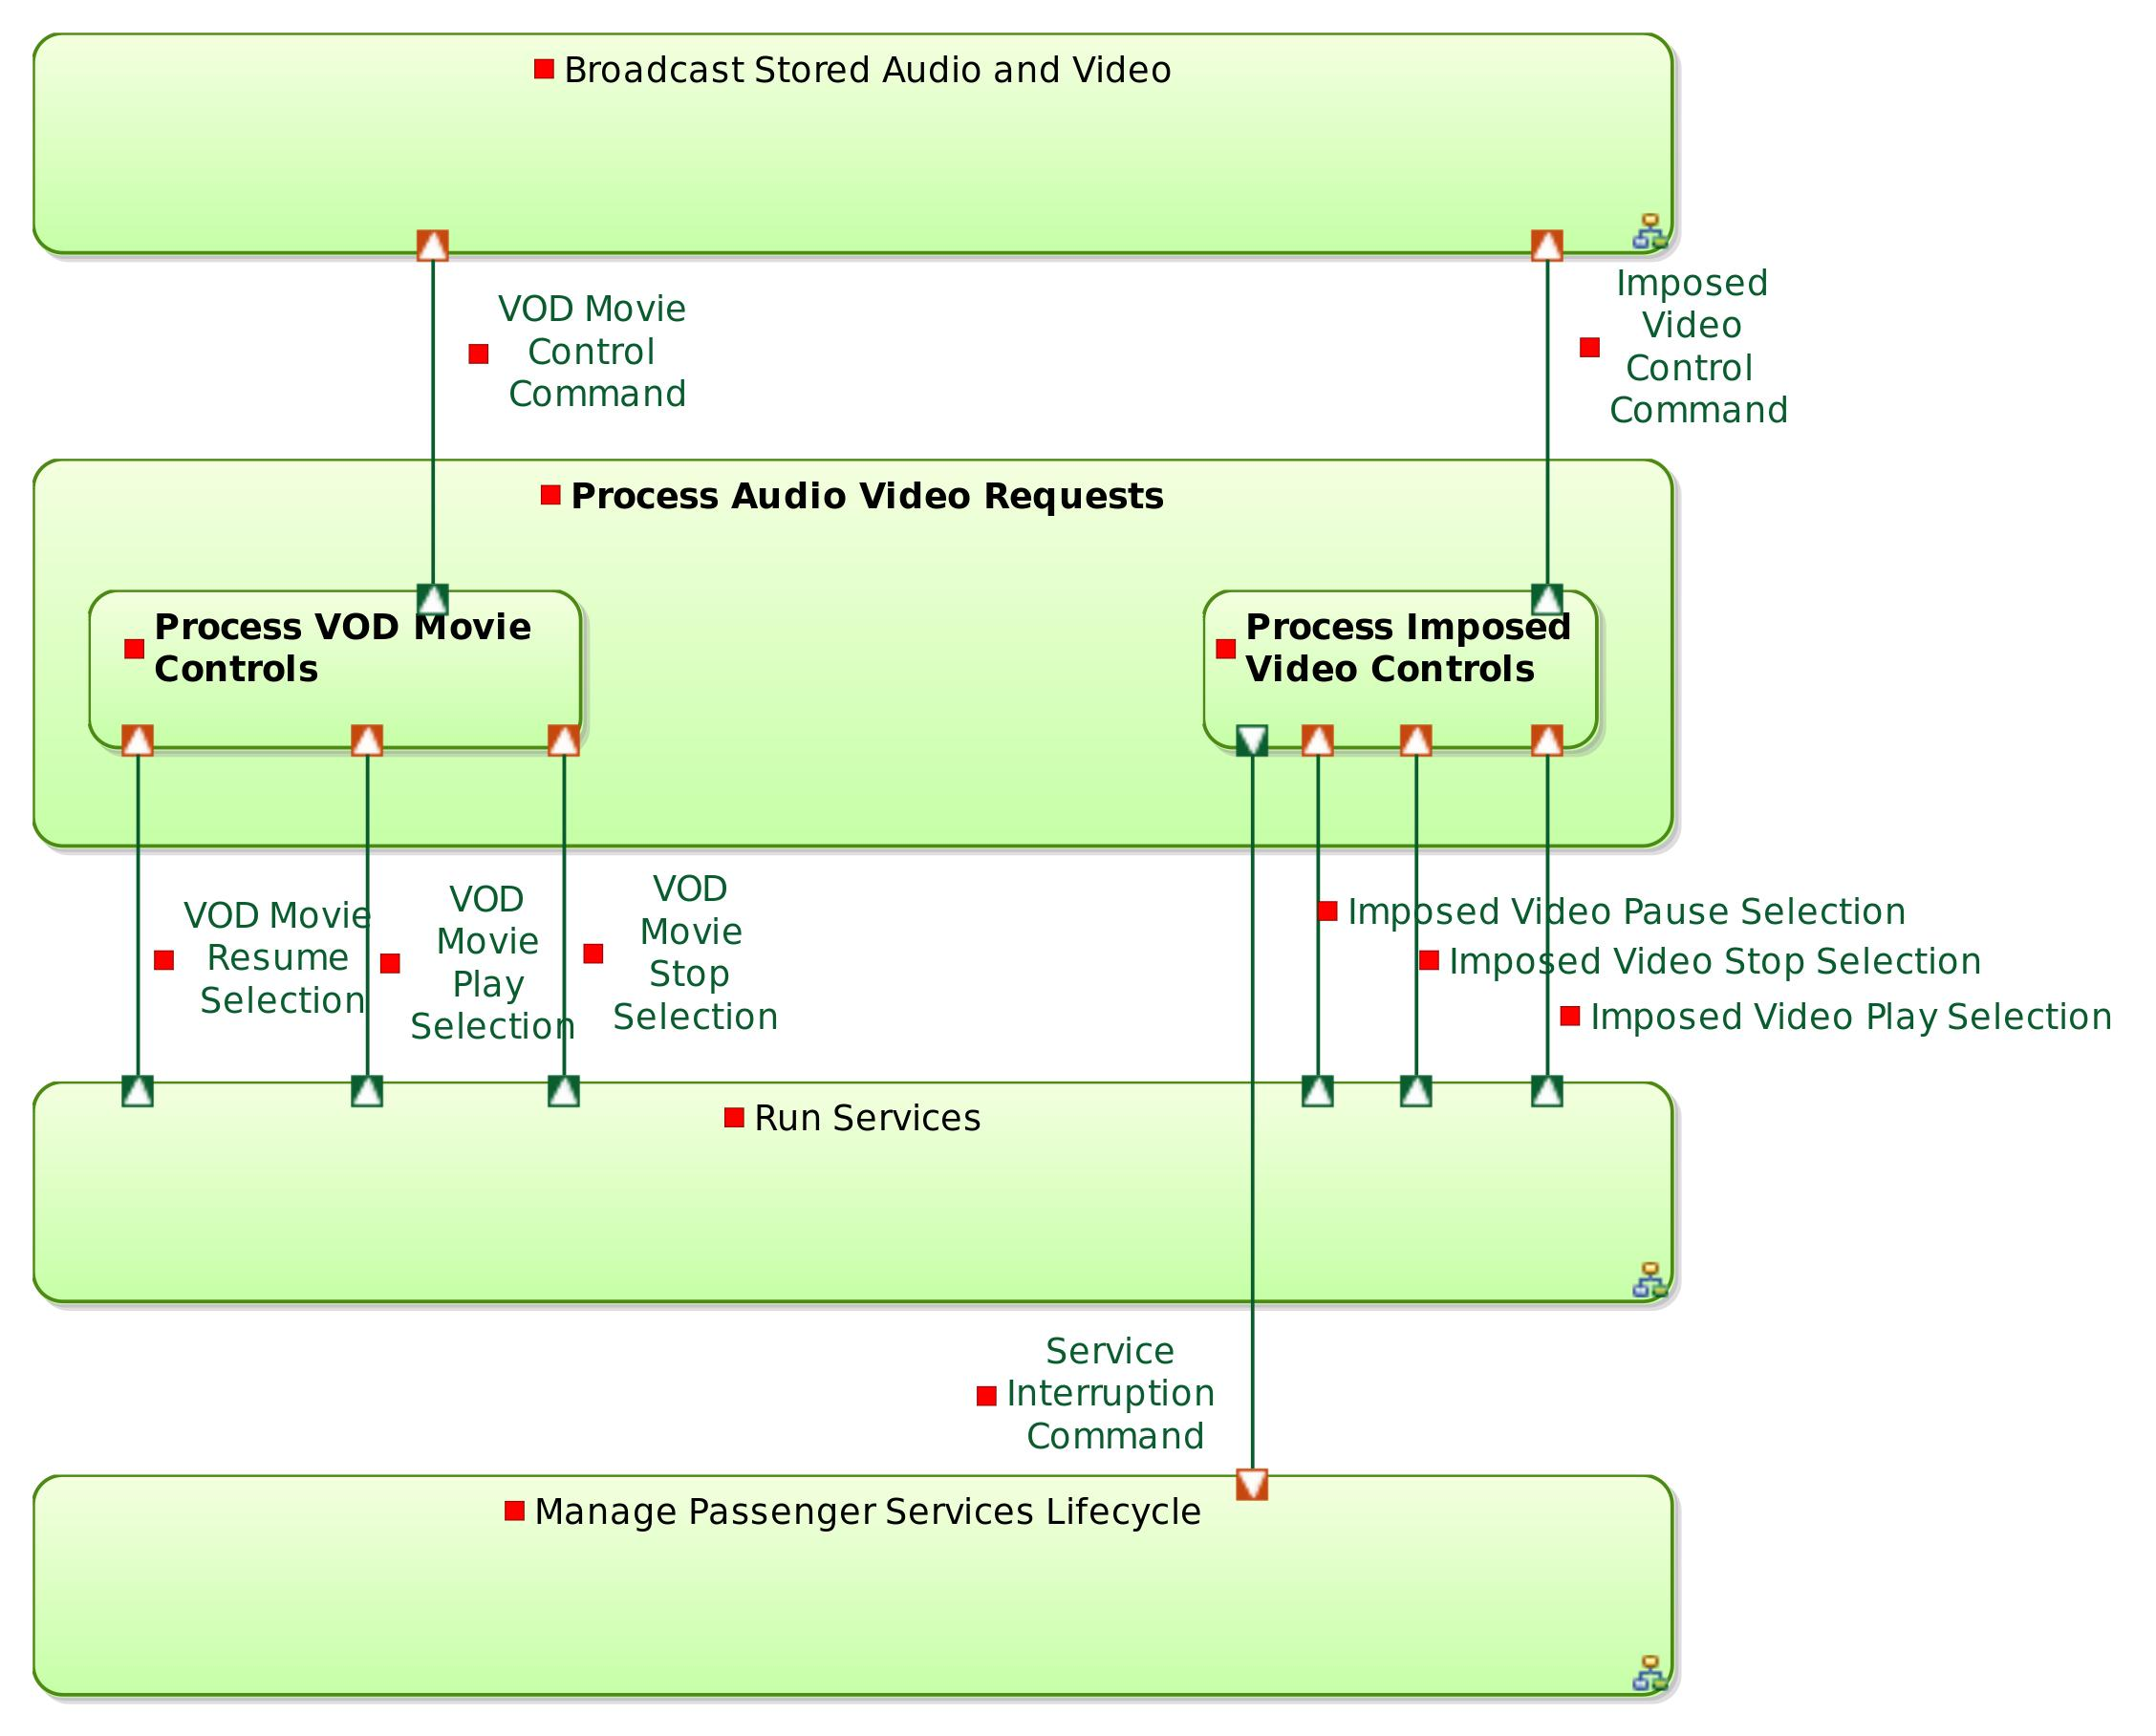 Broadcast Stored Audio and Video
VOD Movie
Control
Command
Imposed
Video
Control
Command
Process Audio Video Requests
Process VOD Movie
Controls
Process Imposed
Video Controls
VOD Movie
Resume
Selection
VOD
Movie
Play
Selection
VOD
Movie
Stop
Selection
Imposed Video Pause Selection
Imposed Video Stop Selection
Imposed Video Play Selection
Run Services
Service
Interruption
Command
Manage Passenger Services Lifecycle